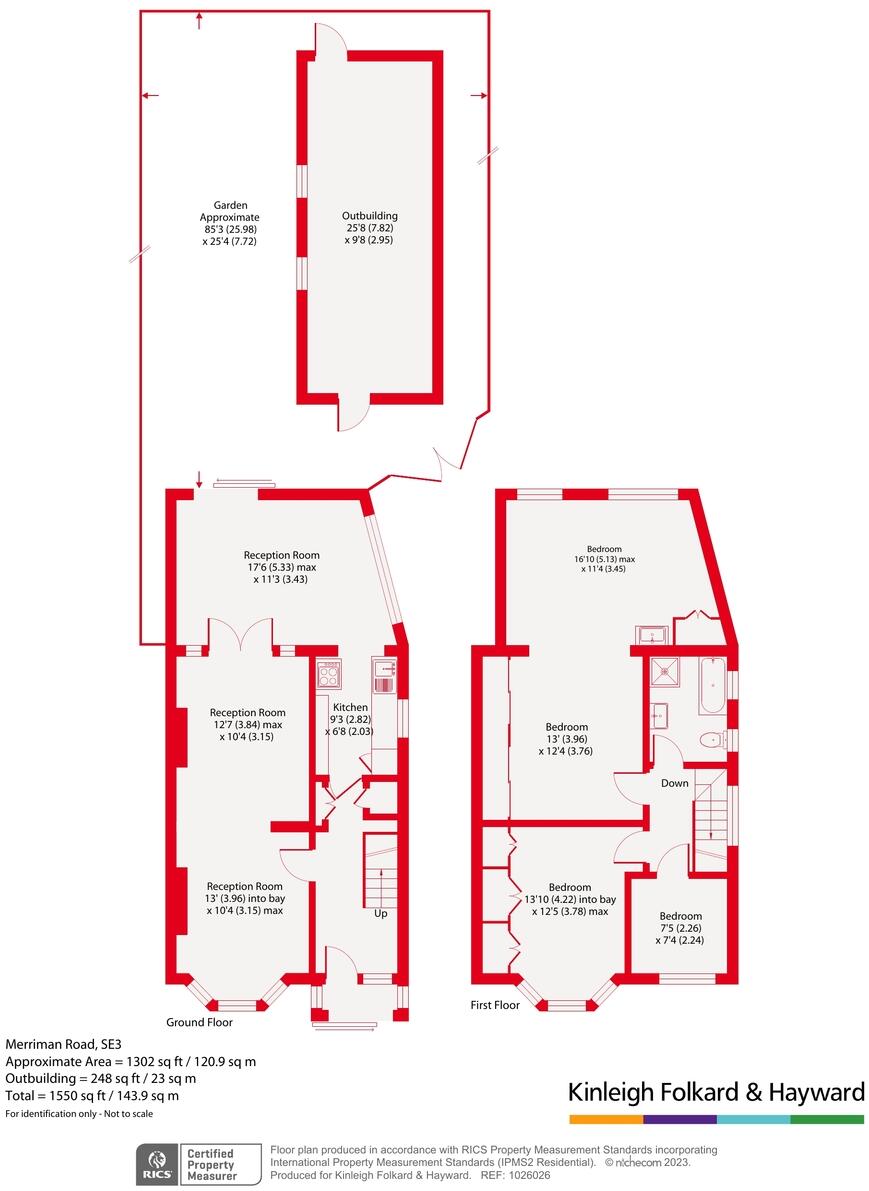 Garden
Approximate
85'3 (25.98)
x 25'4 (7.72)
Outbuilding
25'8 (7.82)
x 9'8 (2.95)
Reception Room
17'6 (5.33) max
x 11'3 (3.43)
Bedroom
16'10 (5.13) max
x 11'4 (3.45)
Reception Room
12'7 (3.84) max
x 10'4 (3.15)
Kitchen
9'3 (2.82)
x 6'8 (2.03)
Bedroom
13' (3.96)
x 12'4 (3.76)
Down
Reception Room
13' (3.96) into bay
x 10'4 (3.15) max
Up
Bedroom
13'10 (4.22) into bay
x 12'5 (3.78) max
Bedroom
7'5 (2.26)
x 7'4 (2.24)
Ground Floor
First Floor
Merriman Road, SE3
Approximate Area = 1302 sq ft / 120.9 sq m
Outbuilding = 248 sq ft / 23 sq m
Total = 1550 sq ft / 143.9 sq m
For identification only - Not to scale
Kinleigh Folkard & Hayward
RICS
Certified
Property
Measurer
Floor plan produced in accordance with RICS Property Measurement Standards incorporating
International Property Measurement Standards (IPMS2 Residential). © nichecom 2023.
Produced for Kinleigh Folkard & Hayward. REF: 1026026